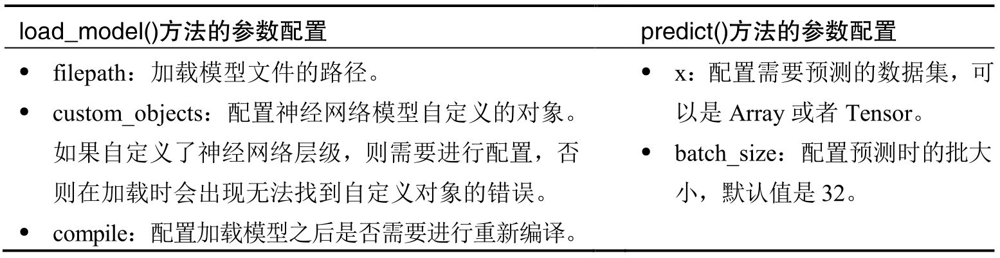 load_model()方法的参数配置
predict()方法的参数配置
• filepath：加载模型文件的路径。
• custom_objects：配置神经网络模型自定义的对象。
如果自定义了神经网络层级，则需要进行配置，否
则在加载时会出现无法找到自定义对象的错误。
• compile：配置加载模型之后是否需要进行重新编译。
• x：配置需要预测的数据集，可
以是 Array 或者 Tensor。
• batch_size：配置预测时的批大
小，默认值是 32。